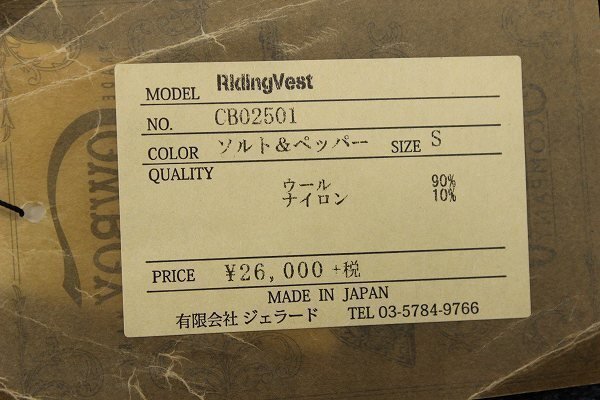 MODEL RidingVest
NO. CB02501
COLOR ソルト&ペッパー SIZE S
QUALITY
ウール 90%
ナイロン 10%
PRICE ¥26,000 +税
MADE IN JAPAN
有限会社 ジェラード TEL 03-5784-9766